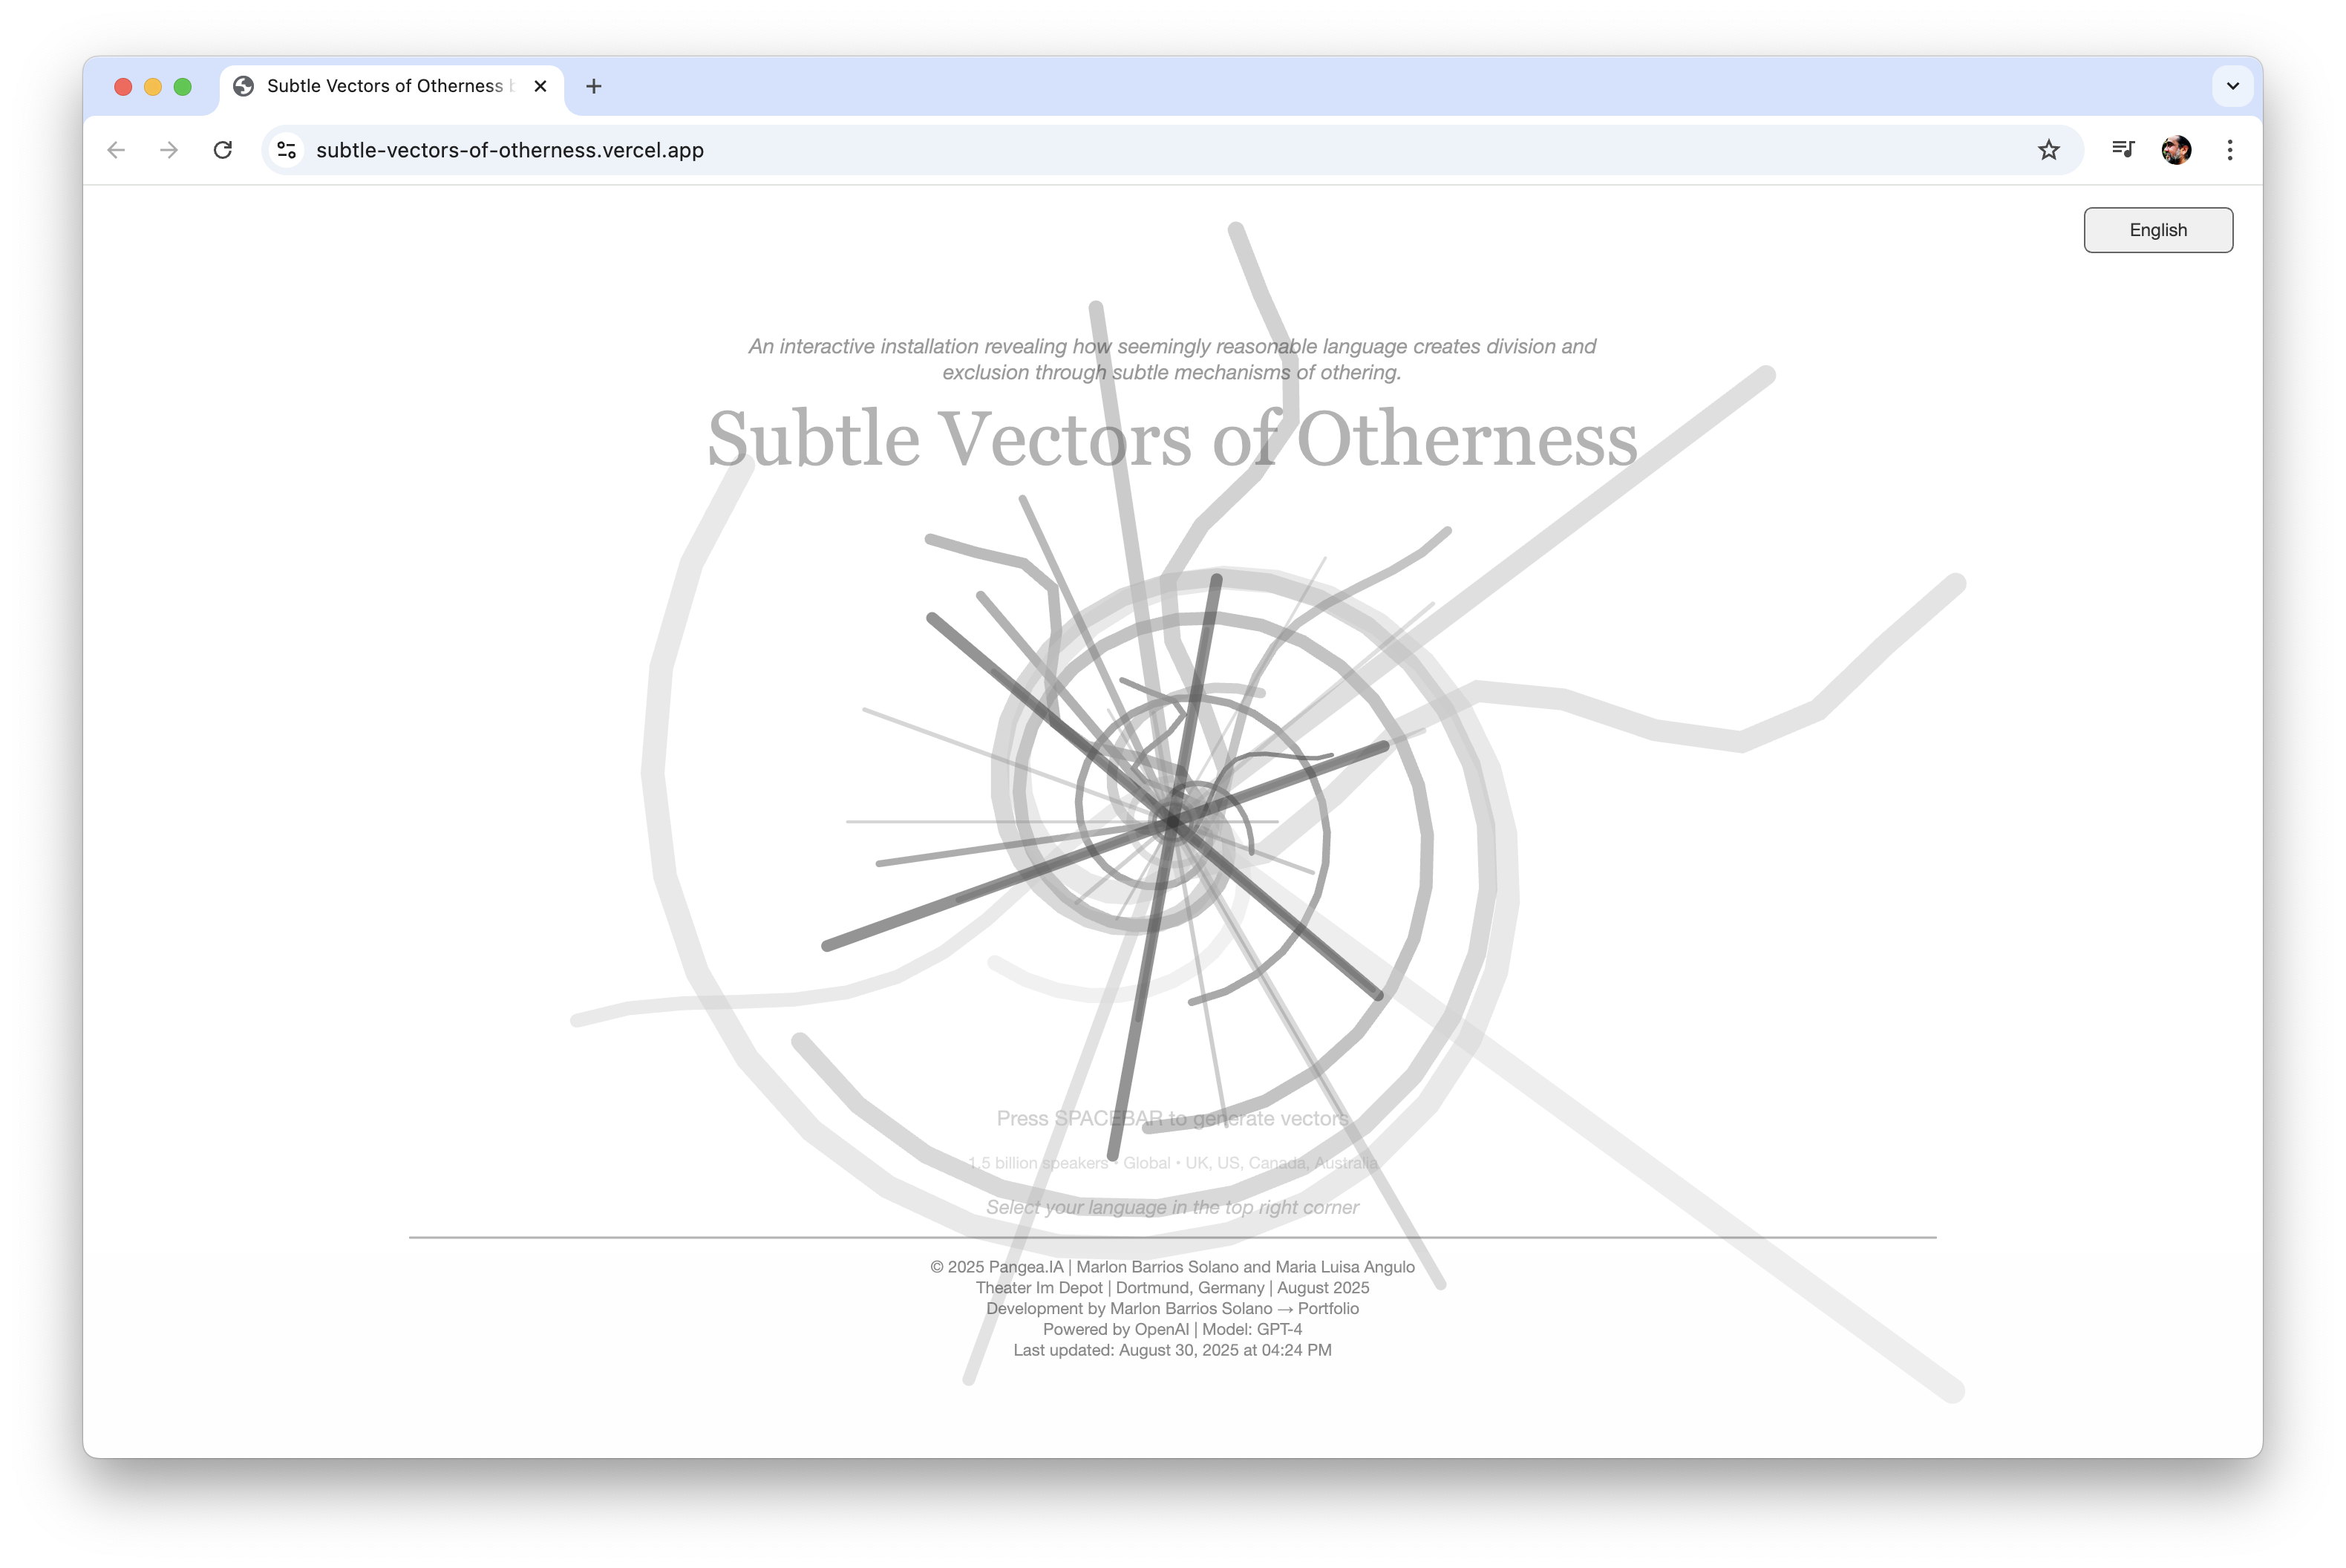 Subtle Vectors of Otherness
subtle-vectors-of-otherness.vercel.app
English
An interactive installation revealing how seemingly reasonable language creates division and
exclusion through subtle mechanisms of othering.
Subtle Vectors of Otherness
Press SPACEBAR to generate vectors
1.5 billion speakers • Global • UK, US, Canada, Australia
Select your language in the top right corner
© 2025 Pangea.IA | Marlon Barrios Solano and Maria Luisa Angulo
Theater Im Depot | Dortmund, Germany | August 2025
Development by Marlon Barrios Solano → Portfolio
Powered by OpenAI | Model: GPT-4
Last updated: August 30, 2025 at 04:24 PM